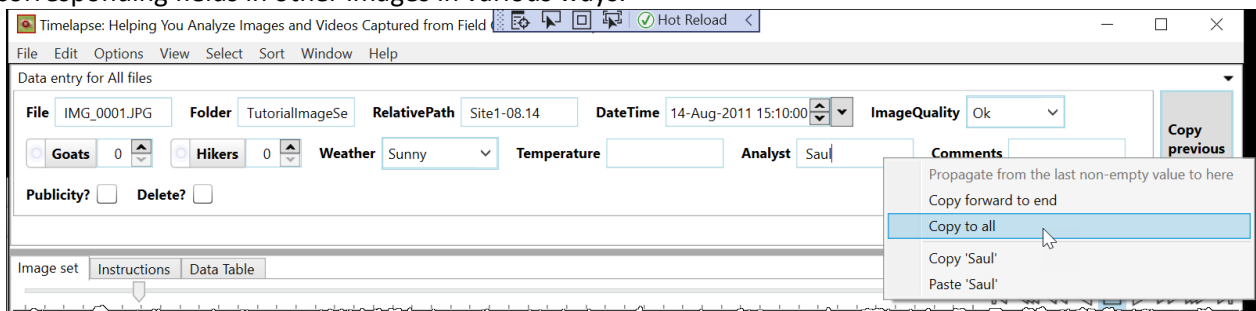 corresponding fields in other images in various ways.
Timelapse: Helping You Analyze Images and Videos Captured from Field
Hot Reload
File Edit Options View Select Sort Window Help
Data entry for All files
File IMG_0001.JPG Folder TutorialImageSe RelativePath Site1-08.14 DateTime 14-Aug-2011 15:10:00 ImageQuality Ok
Copy
previous
Goats 0 Hikers 0 Weather Sunny Temperature Analyst Saul Comments
Publicity? Delete?
Propagate from the last non-empty value to here
Copy forward to end
Copy to all
Copy 'Saul'
Paste 'Saul'
Image set Instructions Data Table